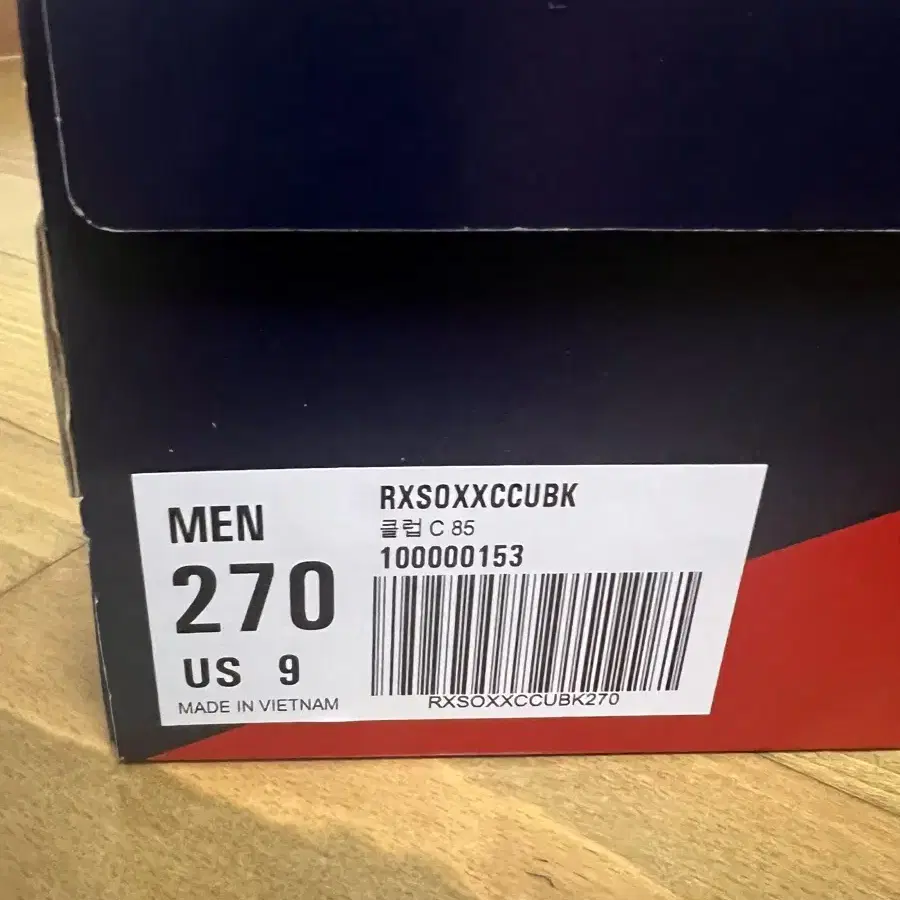 MEN
270
US 9
MADE IN VIETNAM
RXSOXXCCUBK
클럽 C 85
100000153
RXSOXXCCUBK270